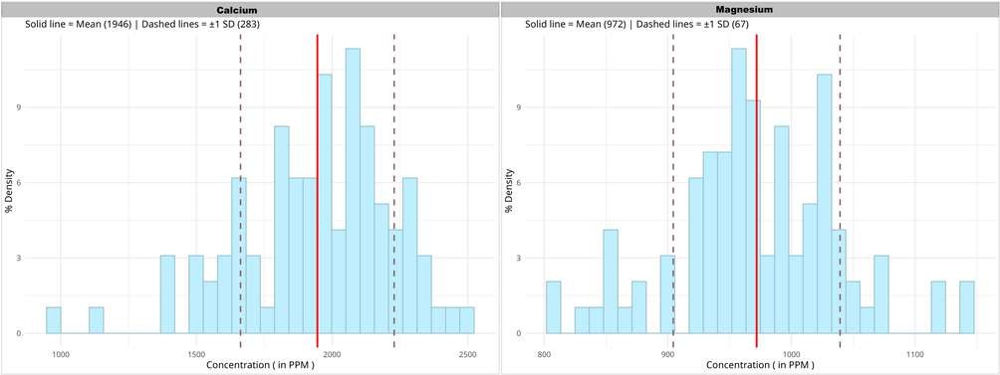 Calcium
Solid line = Mean (1946) | Dashed lines = ±1 SD (283)
% Density
9
6
3
0
1000 1500 2000 2500
Concentration ( in PPM )
Magnesium
Solid line = Mean (972) | Dashed lines = ±1 SD (67)
% Density
9
6
3
0
800 900 1000 1100
Concentration ( in PPM )